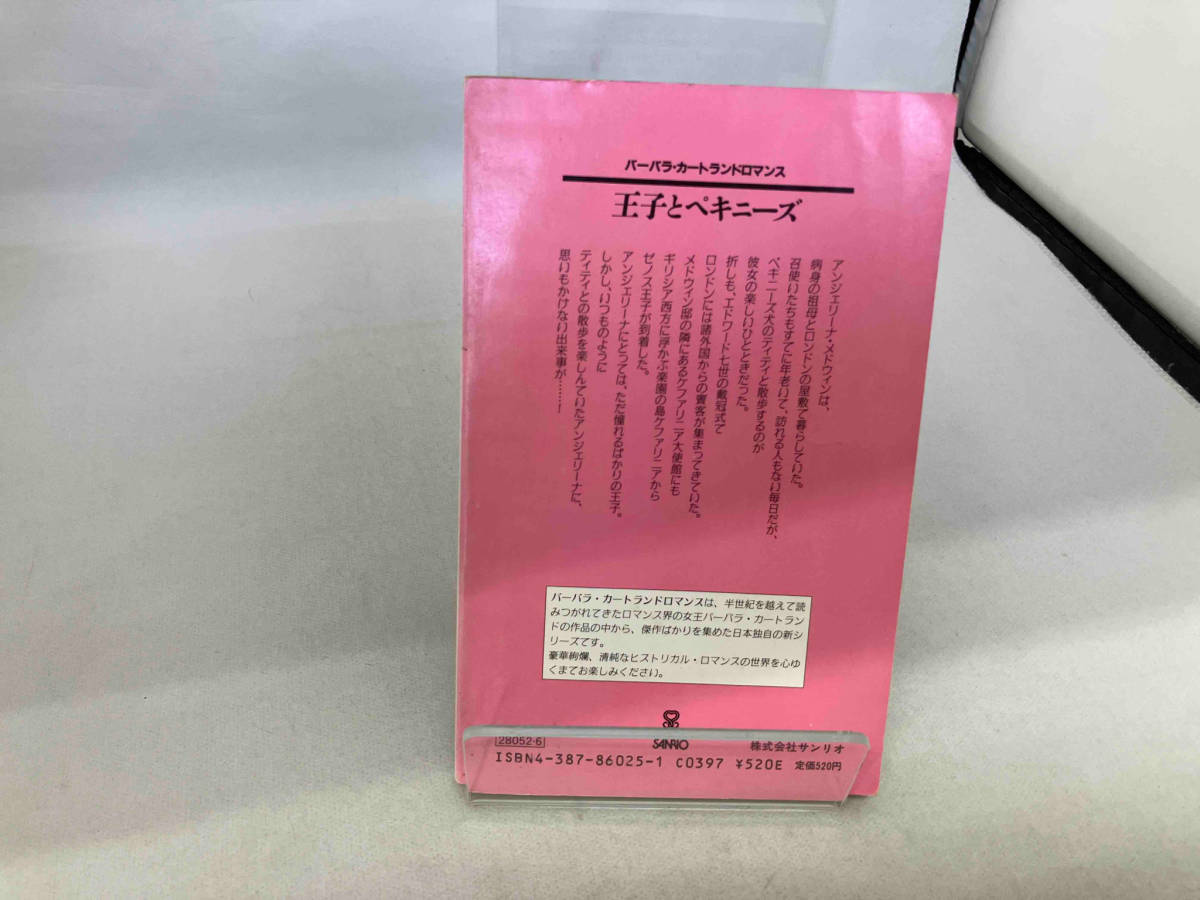 バーバラ・カートランドロマンス
王子とペキニーズ
アンジェリーナ・メドウィンは、
病身の祖母とロンドンの屋敷で暮らしていた。
召使いたちもすでに年老いて、訪れる人もない毎日だが、
ペキニーズ犬のティティと散歩するのが
彼女の楽しいひとときだった。
折しも、エドワード七世の戴冠式で
ロンドンには諸外国からの賓客が集まってきていた。
メドウィン邸の隣にあるケファリニア大使館にも
ギリシア西方に浮かぶ楽園の島ケファリニアから
ゼノス王子が到着した。
アンジェリーナにとっては、ただ憧れるばかりの王子。
しかし、いつものように
ティティとの散歩を楽しんでいたアンジェリーナに、
思いもかけない出来事が………!
バーバラ・カートランドロマンスは、半世紀を越えて読
みつがれてきたロマンス界の女王バーバラ・カートラン
ドの作品の中から、傑作ばかりを集めた日本独自の新シ
リーズです。
豪華絢爛、清純なヒストリカル・ロマンスの世界を心ゆ
くまでお楽しみください。
28052-6 SANRIO 株式会社サンリオ
ISBN4-387-86025-1 C0397 ¥520E 定価520円